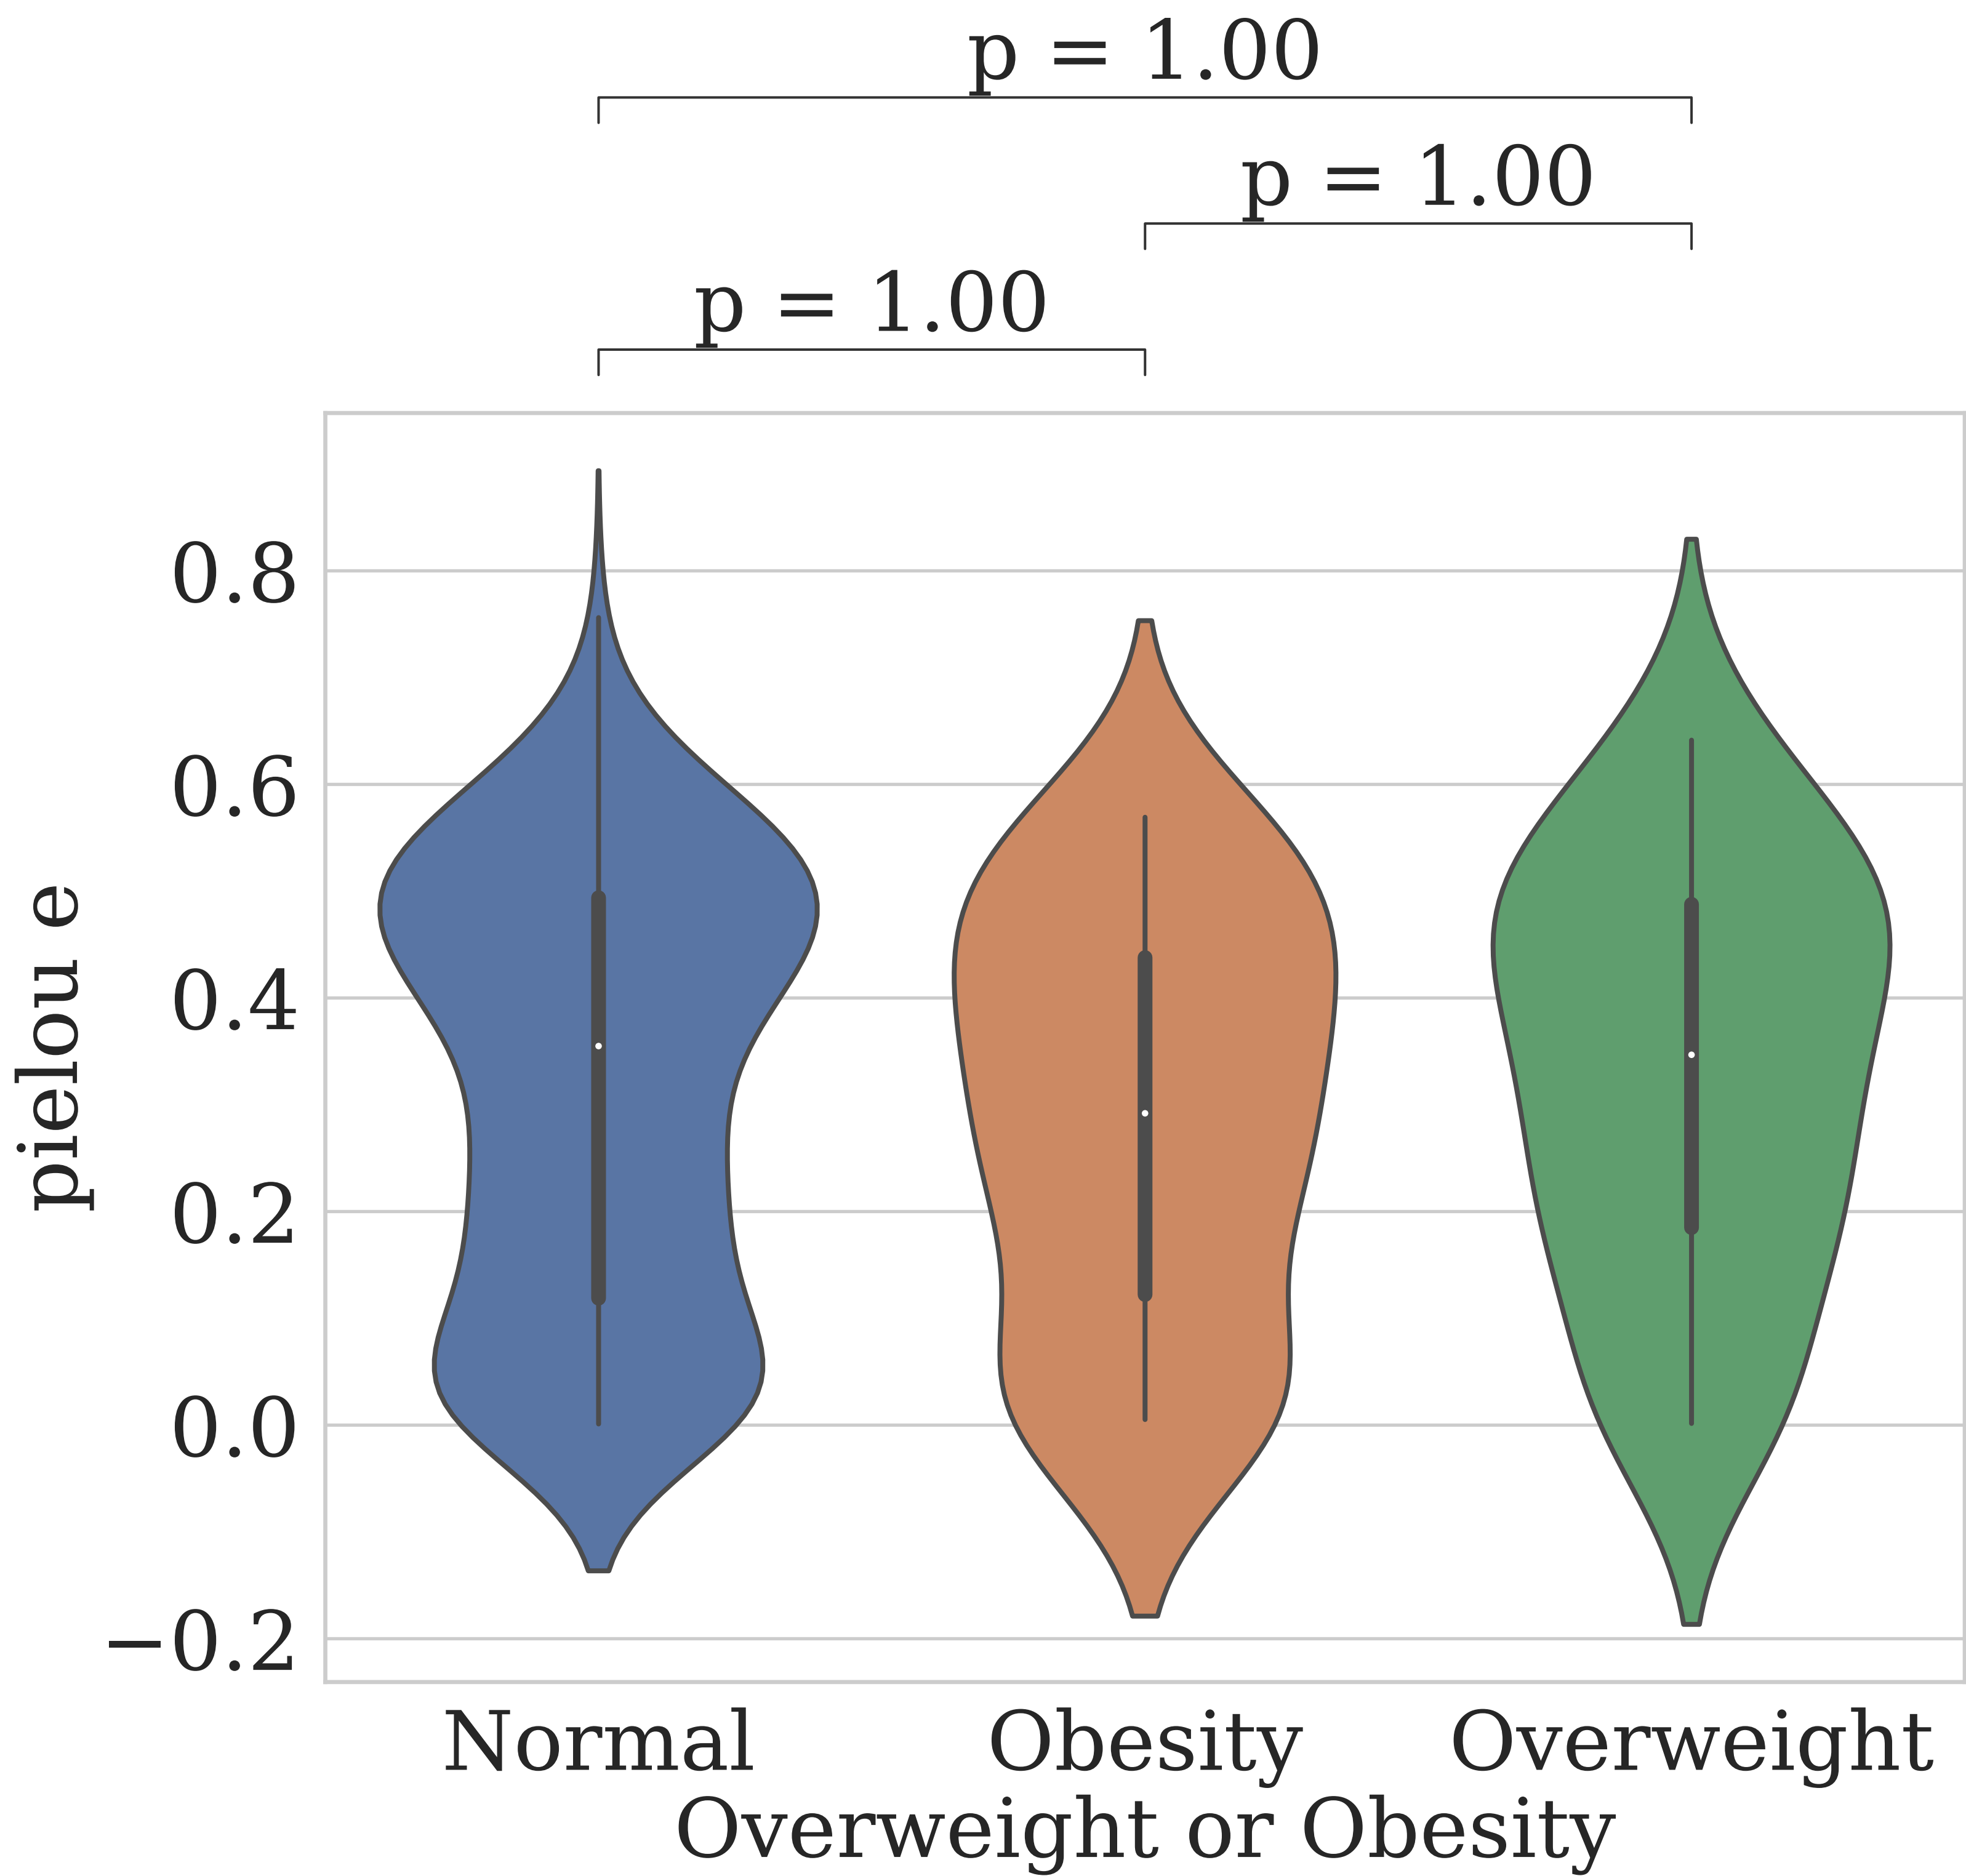 p = 1.00
p = 1.00
p = 1.00
0.8
0.6
0.4
0.2
0.0
−0.2
pielou e
Normal Obesity Overweight
Overweight or Obesity